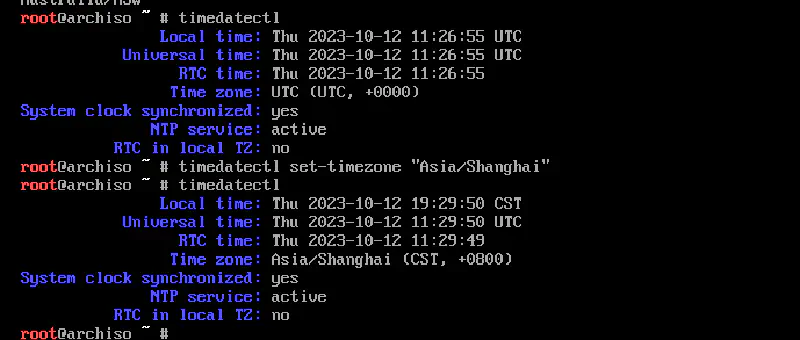 root@archiso ~ # timedatectl
Local time: Thu 2023-10-12 11:26:55 UTC
Universal time: Thu 2023-10-12 11:26:55 UTC
RTC time: Thu 2023-10-12 11:26:55
Time zone: UTC (UTC, +0000)
System clock synchronized: yes
NTP service: active
RTC in local TZ: no
root@archiso ~ # timedatectl set-timezone "Asia/Shanghai"
root@archiso ~ # timedatectl
Local time: Thu 2023-10-12 19:29:50 CST
Universal time: Thu 2023-10-12 11:29:50 UTC
RTC time: Thu 2023-10-12 11:29:49
Time zone: Asia/Shanghai (CST, +0800)
System clock synchronized: yes
NTP service: active
RTC in local TZ: no
root@archiso ~ #